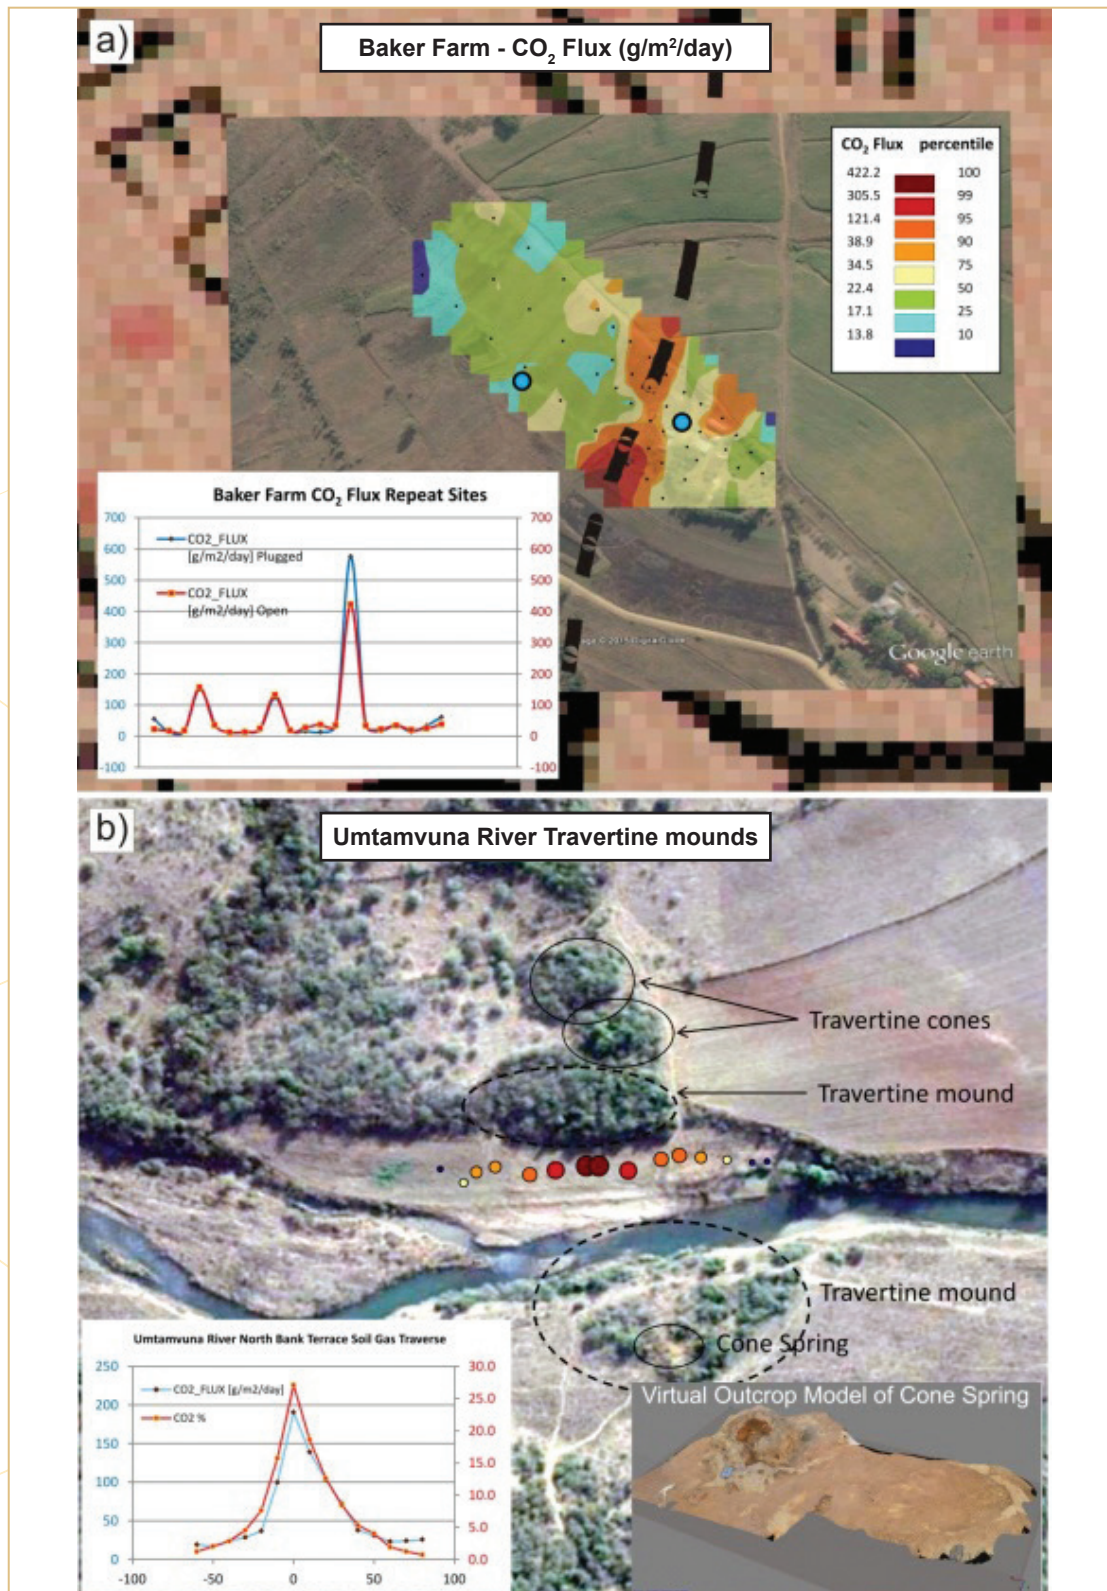 a)
Baker Farm - CO2 Flux (g/m²/day)
CO2 Flux percentile
422.2 100
305.5 99
121.4 95
38.9 90
34.5 75
22.4 50
17.1 25
13.8 10
Baker Farm CO2 Flux Repeat Sites
700 700
600 600
500 500
400 400
300 300
200 200
100 100
0 0
-100 -100
CO2_FLUX
[g/m2/day] Plugged
CO2_FLUX
[g/m2/day] Open
Google earth
b)
Umtamvuna River Travertine mounds
Travertine cones
Travertine mound
Travertine mound
Cone Spring
Umtamvuna River North Bank Terrace Soil Gas Traverse
250 30.0
200 25.0
150 20.0
100 15.0
50 10.0
0 5.0
0.0
CO2_FLUX [g/m2/day]
CO2 %
-100 -50 0 50 100
Virtual Outcrop Model of Cone Spring